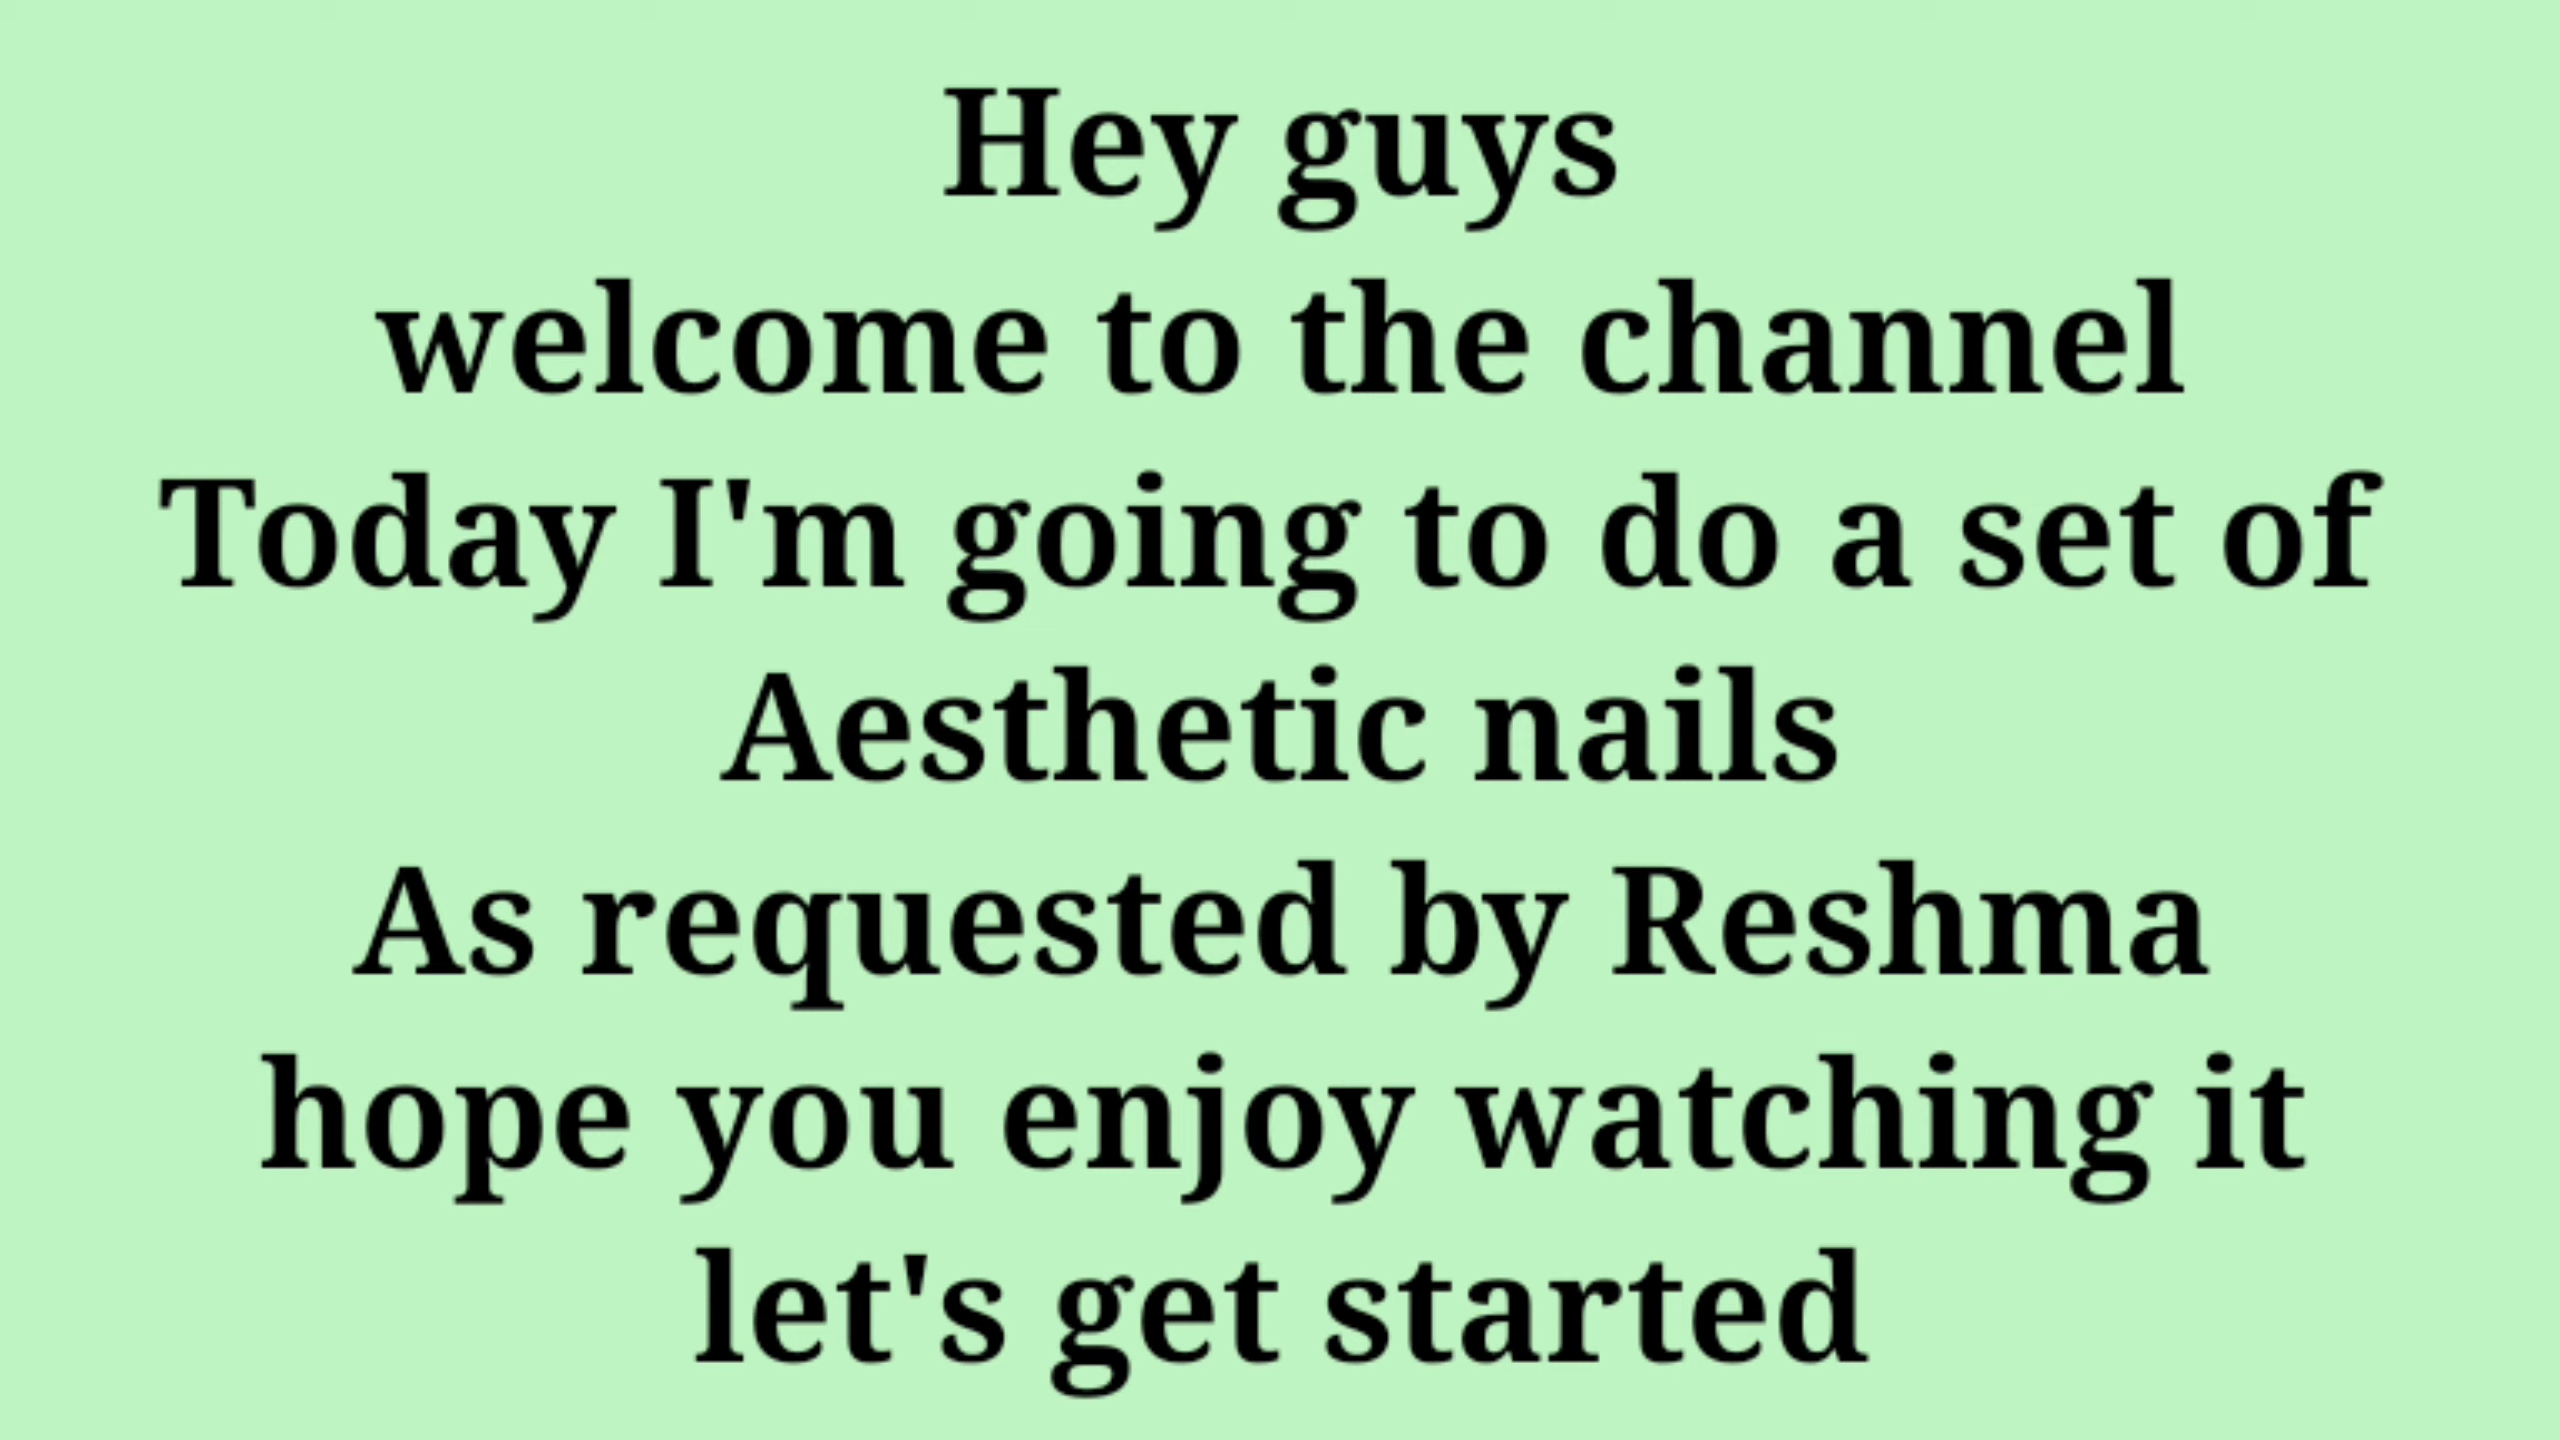 Hey guys
welcome to the channel
Today I'm going to do a set of
Aesthetic nails
As requested by Reshma
hope you enjoy watching it
let's get started